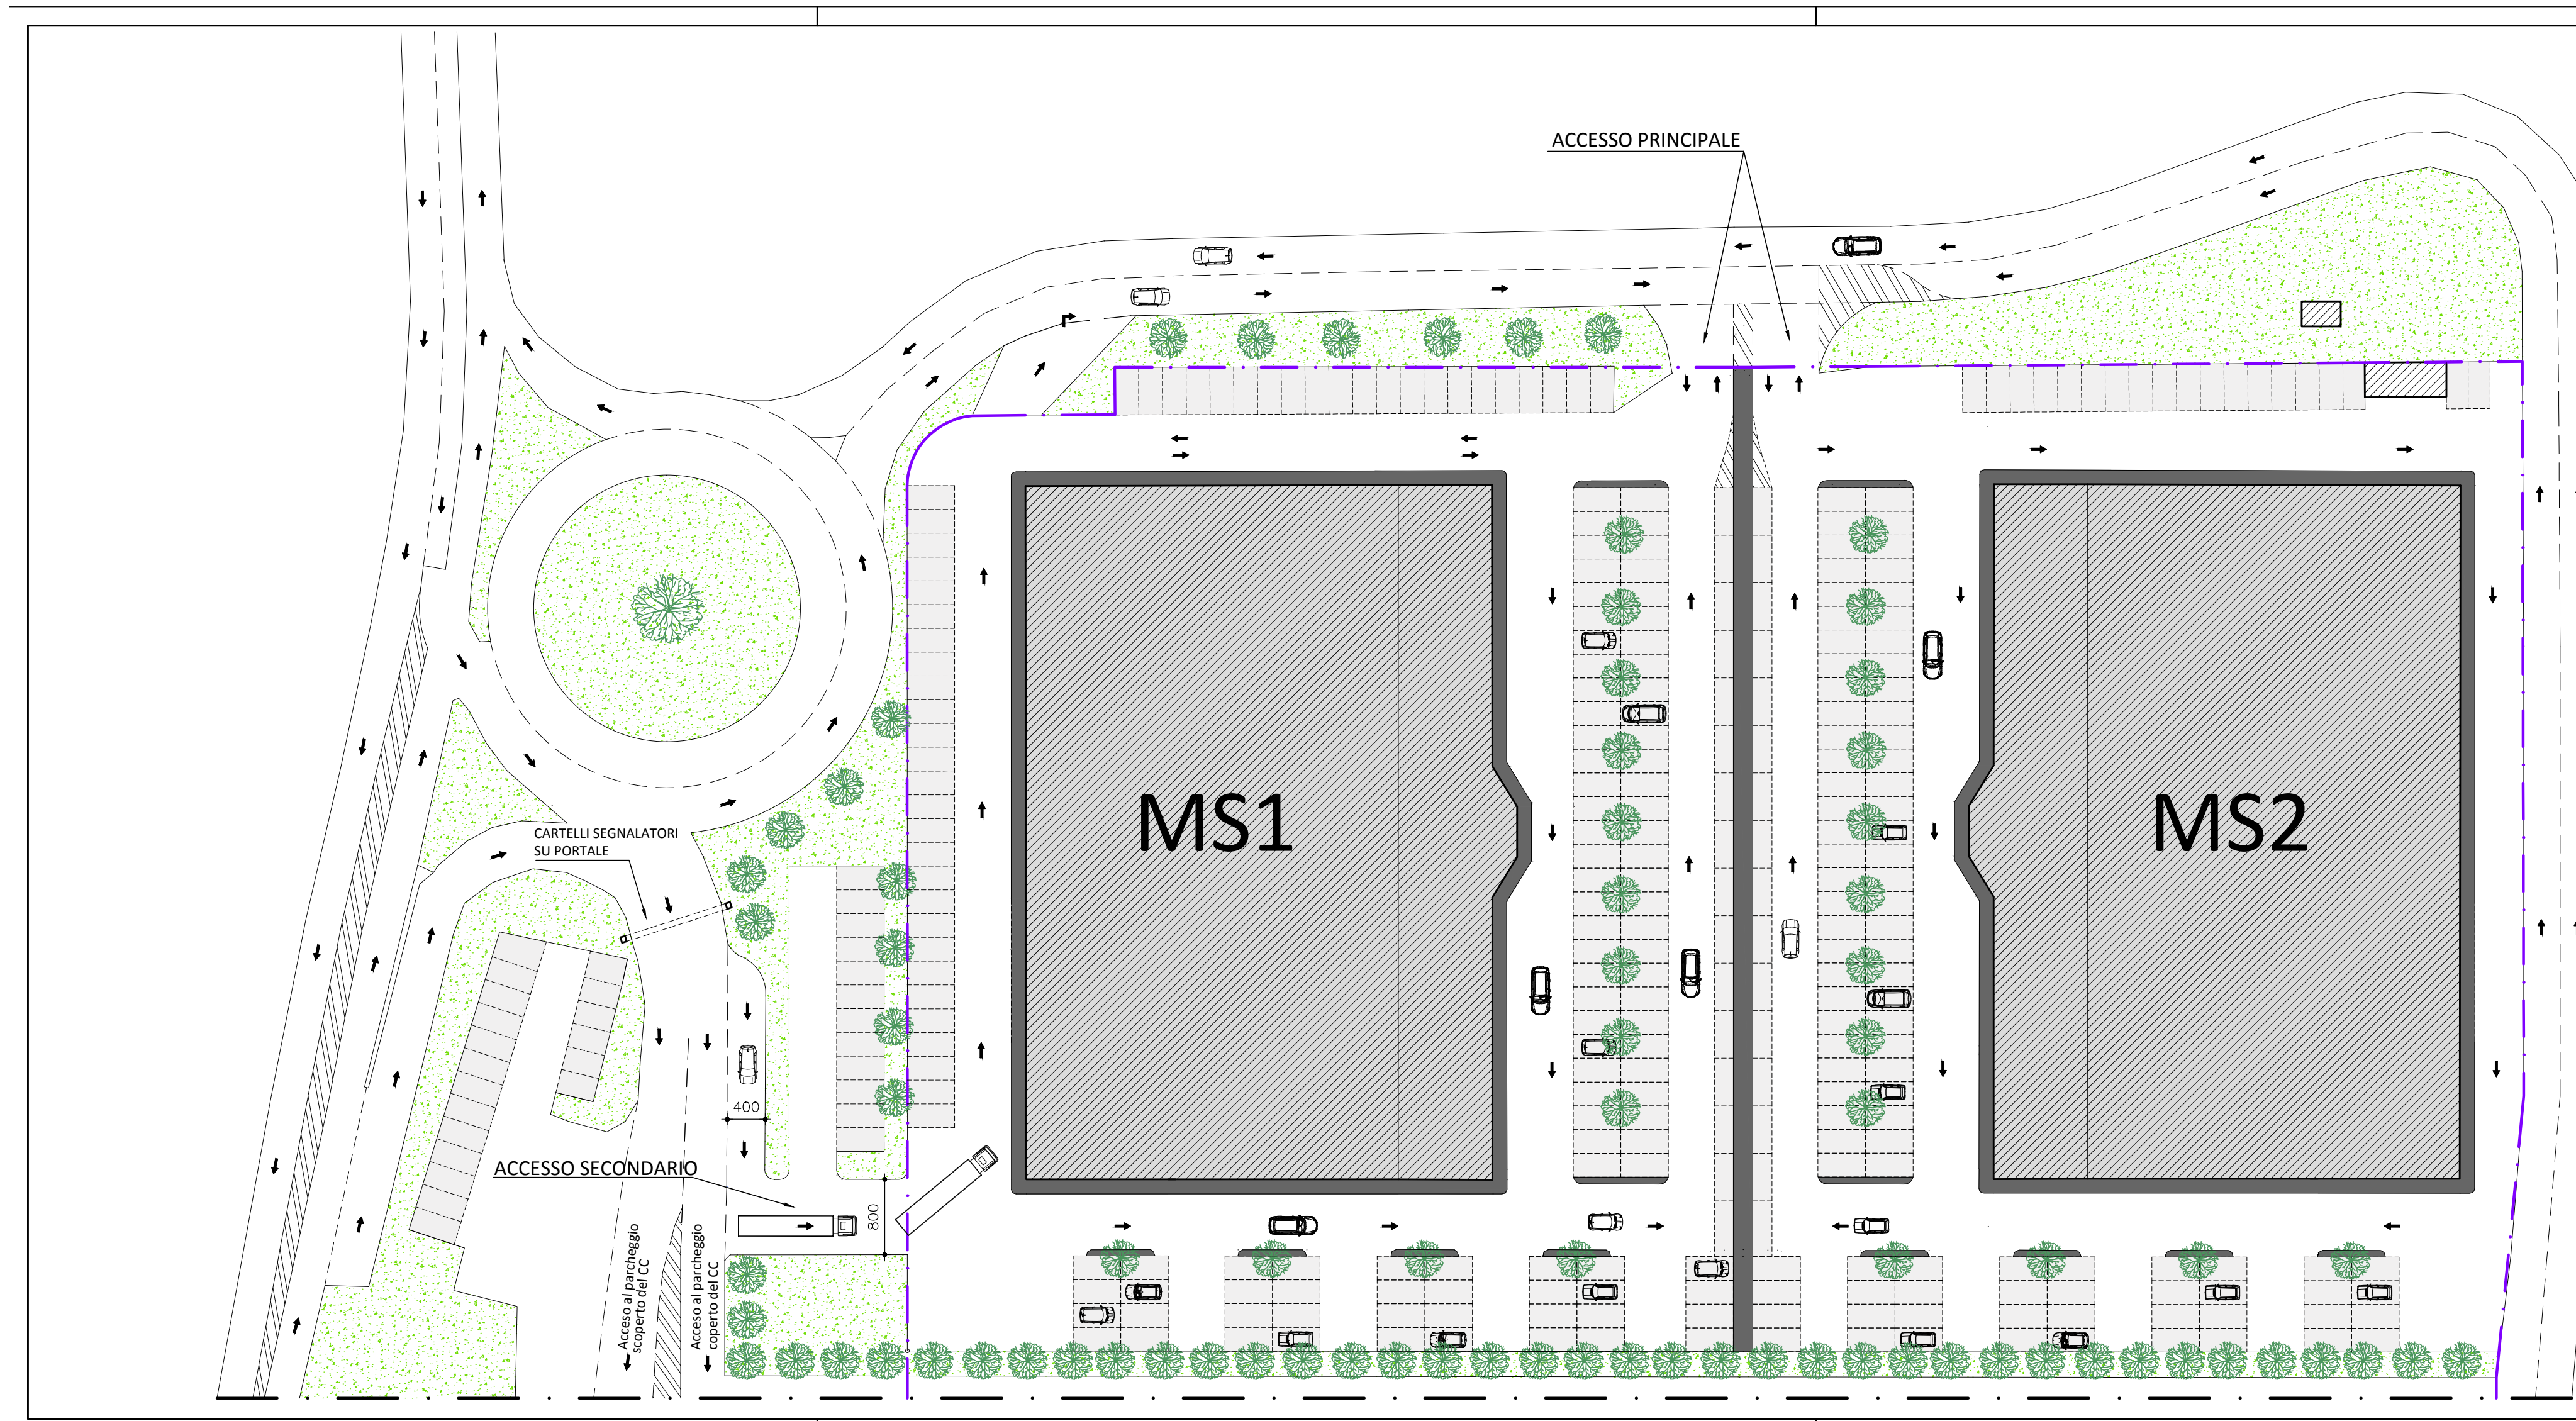 ACCESSO PRINCIPALE
MS1
MS2
CARTELLI SEGNALATORI
SU PORTALE
400
ACCESSO SECONDARIO
800
Acceso al parcheggio
scoperto del CC
Acceso al parcheggio
coperto del CC